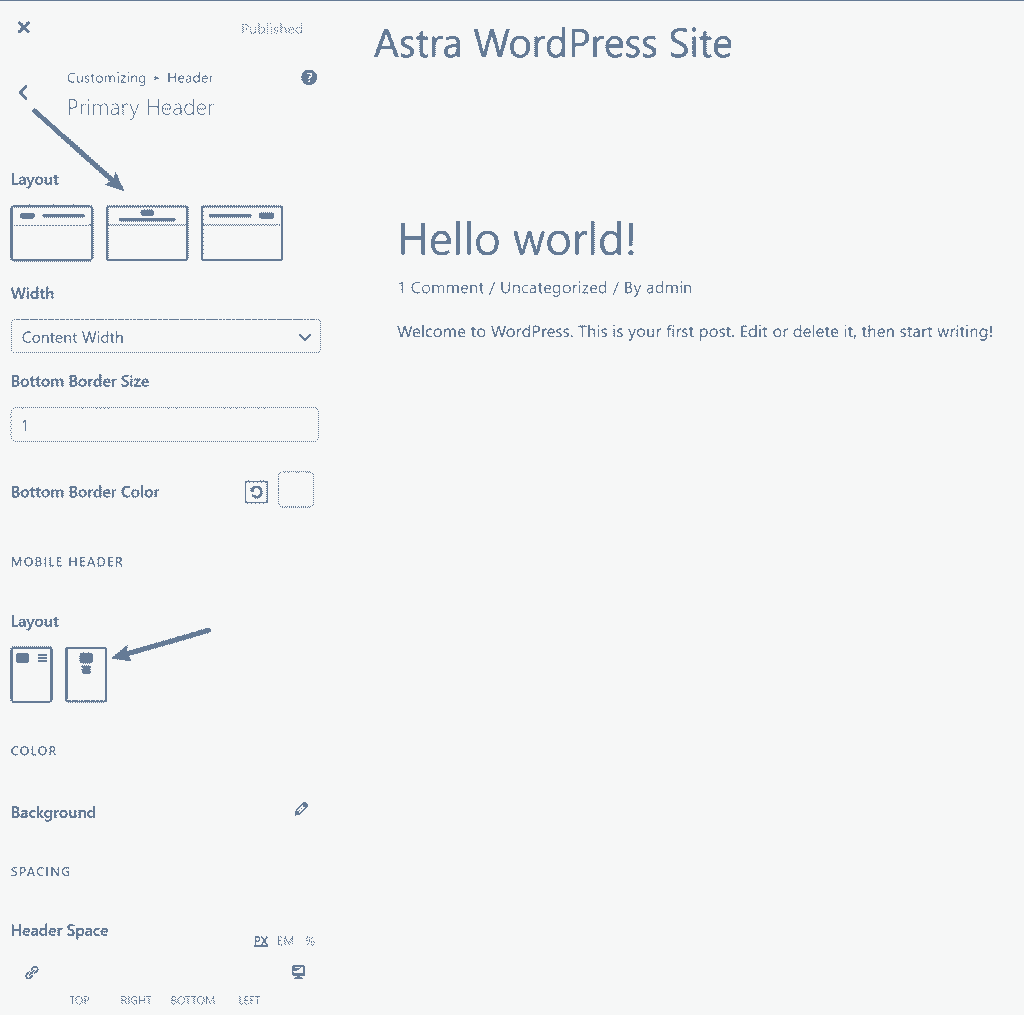 Published
Customizing ▸ Header
Primary Header
Layout
Width
Content Width
Bottom Border Size
1
Bottom Border Color
MOBILE HEADER
Layout
COLOR
Background
SPACING
Header Space
PX EM %
TOP RIGHT BOTTOM LEFT
Astra WordPress Site
Hello world!
1 Comment / Uncategorized / By admin
Welcome to WordPress. This is your first post. Edit or delete it, then start writing!